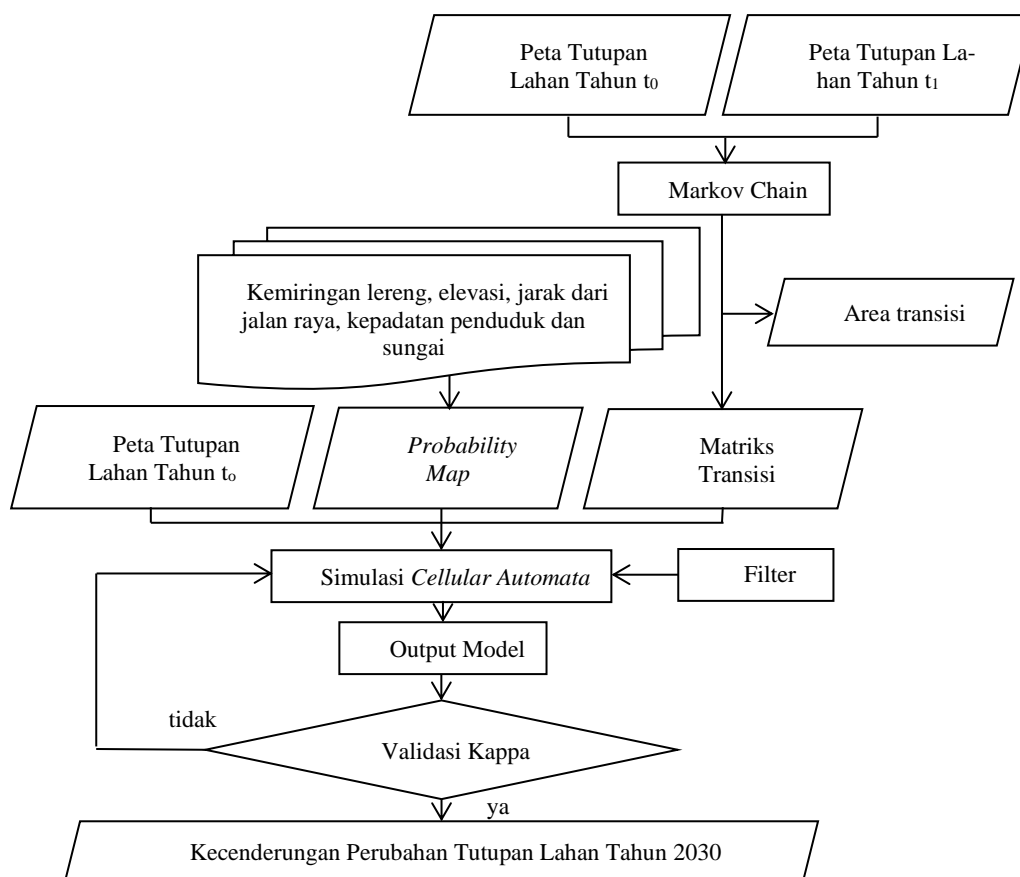 Peta Tutupan
Lahan Tahun t₀
Peta Tutupan La-
han Tahun t₁
Markov Chain
Kemiringan lereng, elevasi, jarak dari
jalan raya, kepadatan penduduk dan
sungai
Area transisi
Peta Tutupan
Lahan Tahun tₒ
Probability
Map
Matriks
Transisi
Simulasi Cellular Automata
Filter
Output Model
tidak
Validasi Kappa
ya
Kecenderungan Perubahan Tutupan Lahan Tahun 2030